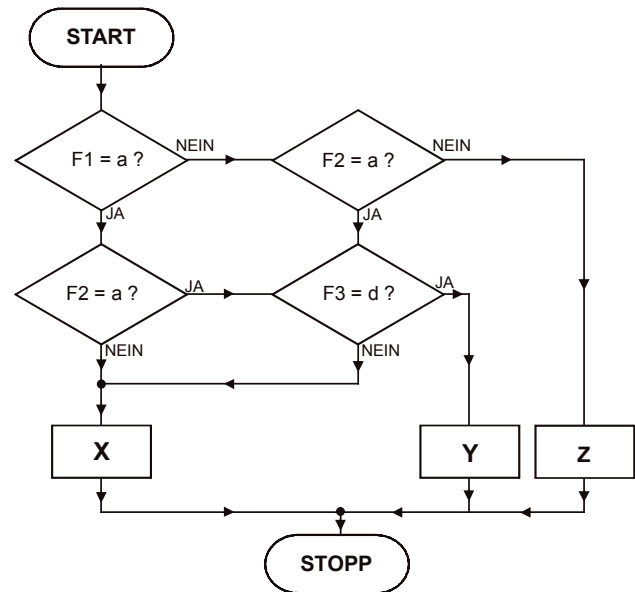 START
F1 = a ?
NEIN
F2 = a ?
NEIN
JA
JA
F2 = a ?
JA
F3 = d ?
JA
NEIN
NEIN
X
Y
Z
STOPP